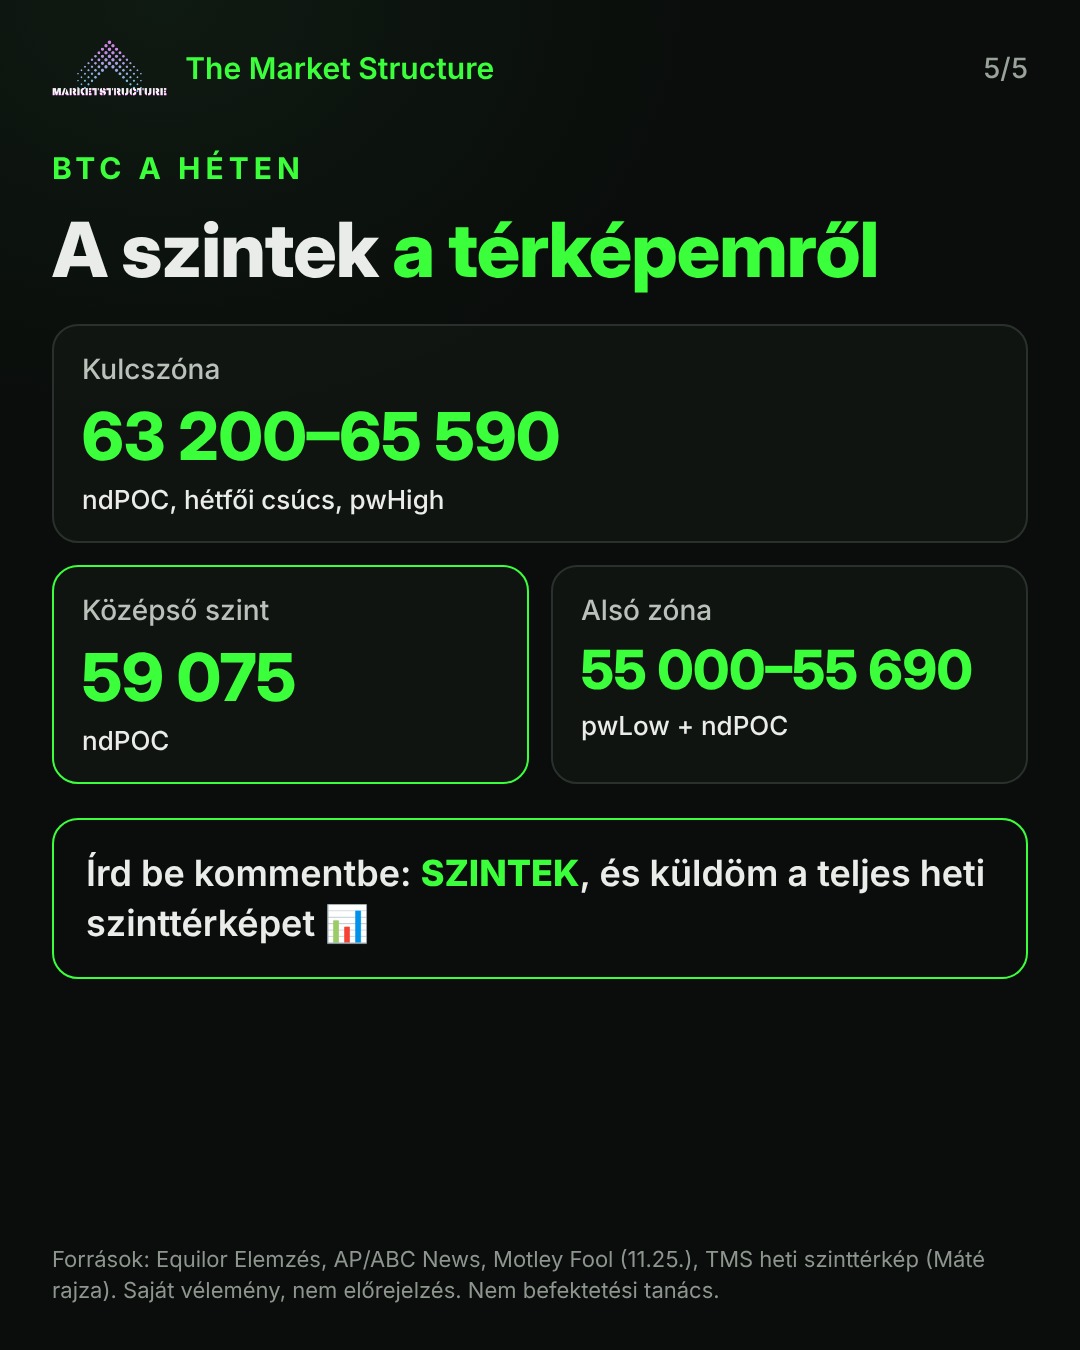 MARKETSTRUCTURE
The Market Structure
5/5
BTC A HÉTEN
A szintek a térképemről
Kulcszóna
63 200–65 590
ndPOC, hétfői csúcs, pwHigh
Középső szint
59 075
ndPOC
Alsó zóna
55 000–55 690
pwLow + ndPOC
Írd be kommentbe: SZINTEK, és küldöm a teljes heti
szinttérképet 📊
Források: Equilor Elemzés, AP/ABC News, Motley Fool (11.25.), TMS heti szinttérkép (Máté
rajza). Saját vélemény, nem előrejelzés. Nem befektetési tanács.